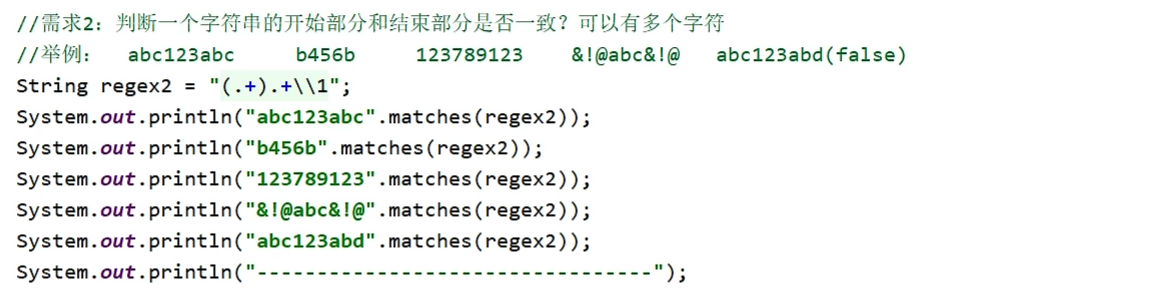 //需求2：判断一个字符串的开始部分和结束部分是否一致？可以有多个字符
//举例： abc123abc b456b 123789123 &!@abc&!@ abc123abd(false)
String regex2 = "(.+).+\\1";
System.out.println("abc123abc".matches(regex2));
System.out.println("b456b".matches(regex2));
System.out.println("123789123".matches(regex2));
System.out.println("&!@abc&!@".matches(regex2));
System.out.println("abc123abd".matches(regex2));
System.out.println("---------------------------------");